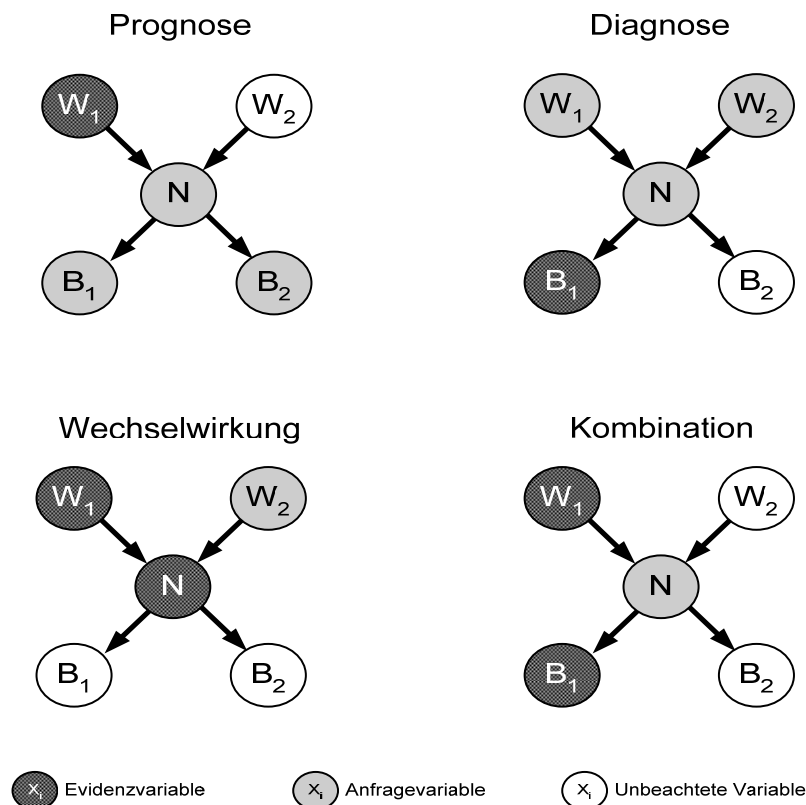 Prognose
Diagnose
W1
W2
W1
W2
N
N
B1
B2
B1
B2
Wechselwirkung
Kombination
W1
W2
W1
W2
N
N
B1
B2
B1
B2
Xi Evidenzvariable
Xi Anfragevariable
Xi Unbeachtete Variable